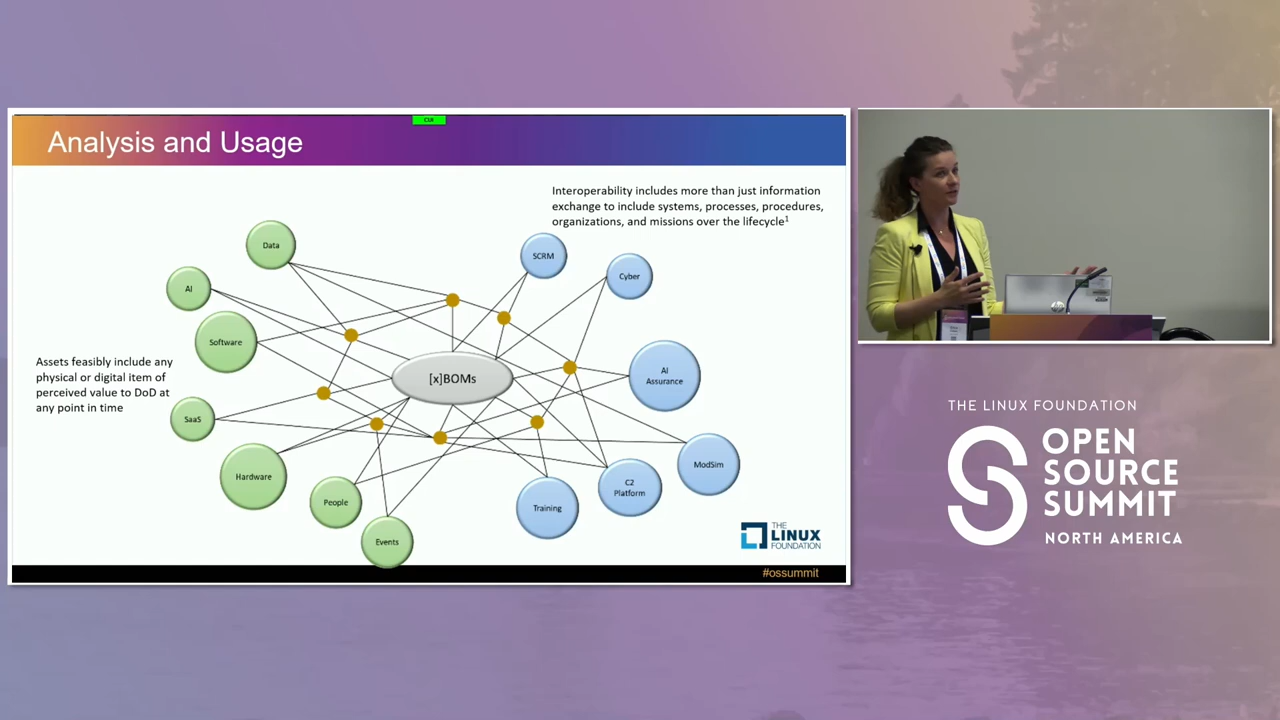 CUI
Analysis and Usage
Interoperability includes more than just information
exchange to include systems, processes, procedures,
organizations, and missions over the lifecycle1
Data
SCRM
Cyber
AI
Software
Assets feasibly include any
physical or digital item of
perceived value to DoD at
any point in time
[x]BOMs
AI
Assurance
SaaS
Hardware
ModSim
People
C2
Platform
Training
Events
THE
LINUX
FOUNDATION
#ossummit
THE LINUX FOUNDATION
OPEN
SOURCE
SUMMIT
NORTH AMERICA